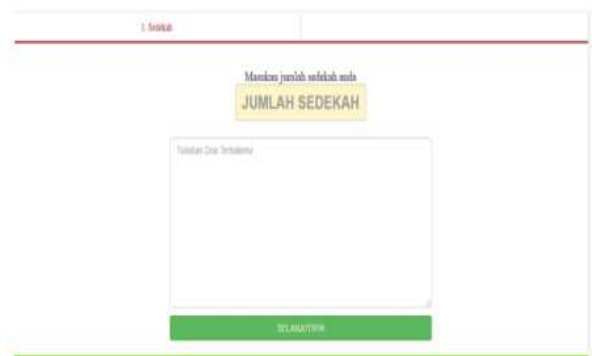 1. Sedekah
Masukan jumlah sedekah anda
JUMLAH SEDEKAH
Tuliskan Doa Terbaikmu
SELANJUTNYA